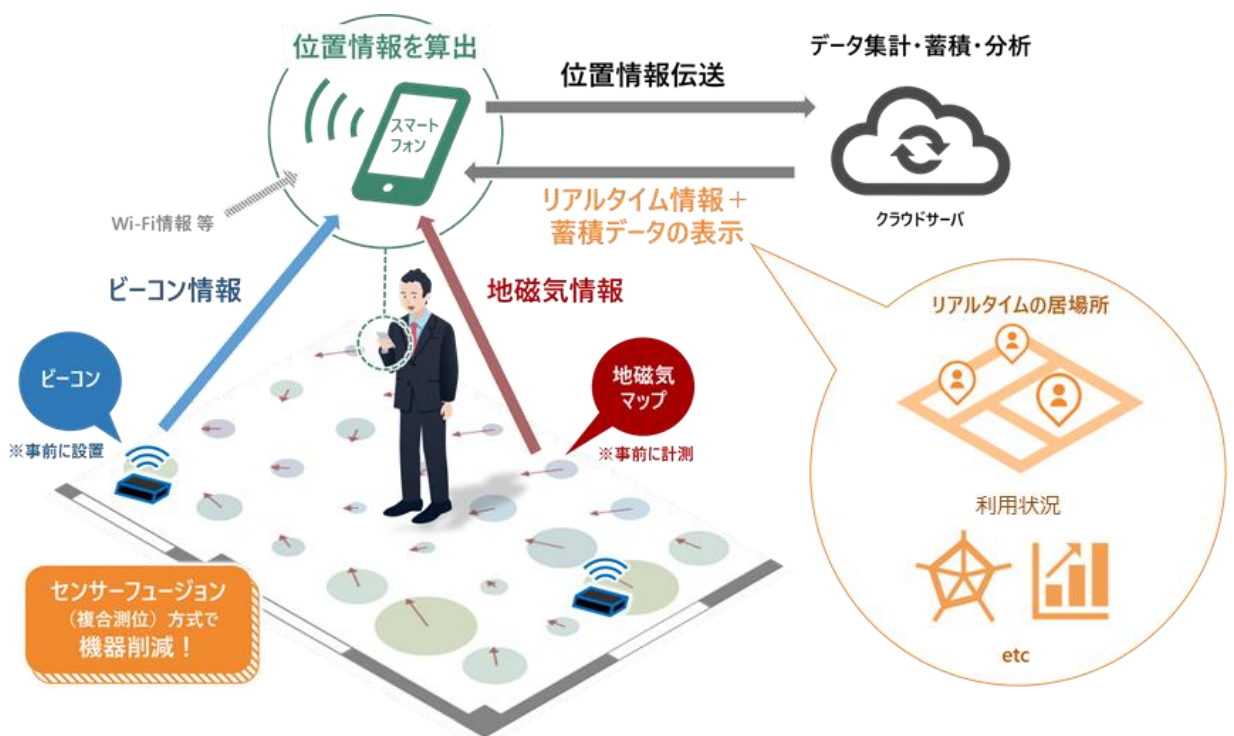 位置情報を算出
スマート
フォン
位置情報伝送
データ集計・蓄積・分析
クラウドサーバ
リアルタイム情報＋
蓄積データの表示
Wi-Fi情報 等
ビーコン情報
地磁気情報
ビーコン
※事前に設置
地磁気
マップ
※事前に計測
リアルタイムの居場所
利用状況
etc
センサーフュージョン
（複合測位）方式で
機器削減！